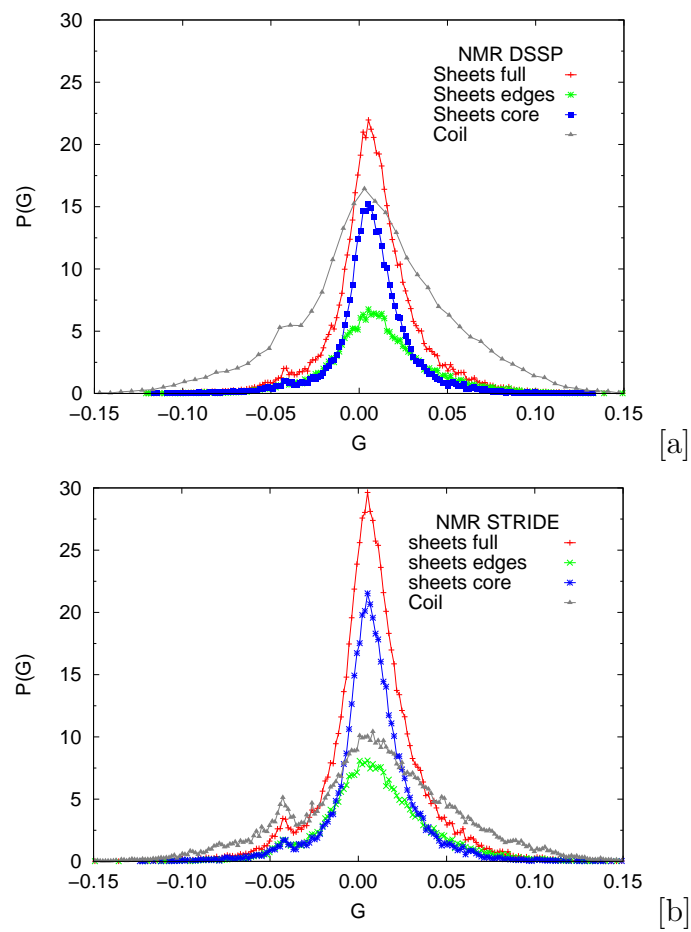 30
NMR DSSP
Sheets full
Sheets edges
Sheets core
Coil
25
20
15
10
5
0
P(G)
−0.15 −0.10 −0.05 0.00 0.05 0.10 0.15
G
[a]
30
NMR STRIDE
sheets full
sheets edges
sheets core
Coil
25
20
15
10
5
0
P(G)
−0.15 −0.10 −0.05 0.00 0.05 0.10 0.15
G
[b]